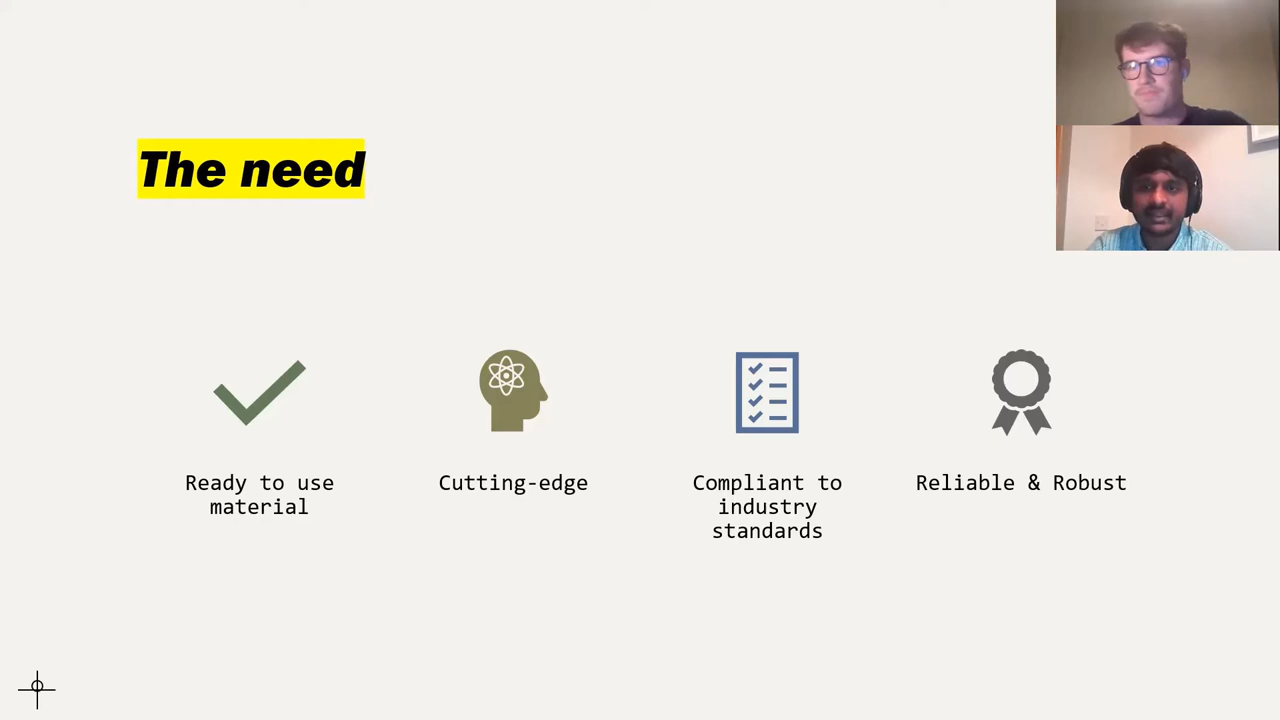 The need
Ready to use
material
Cutting-edge
Compliant to
industry
standards
Reliable & Robust